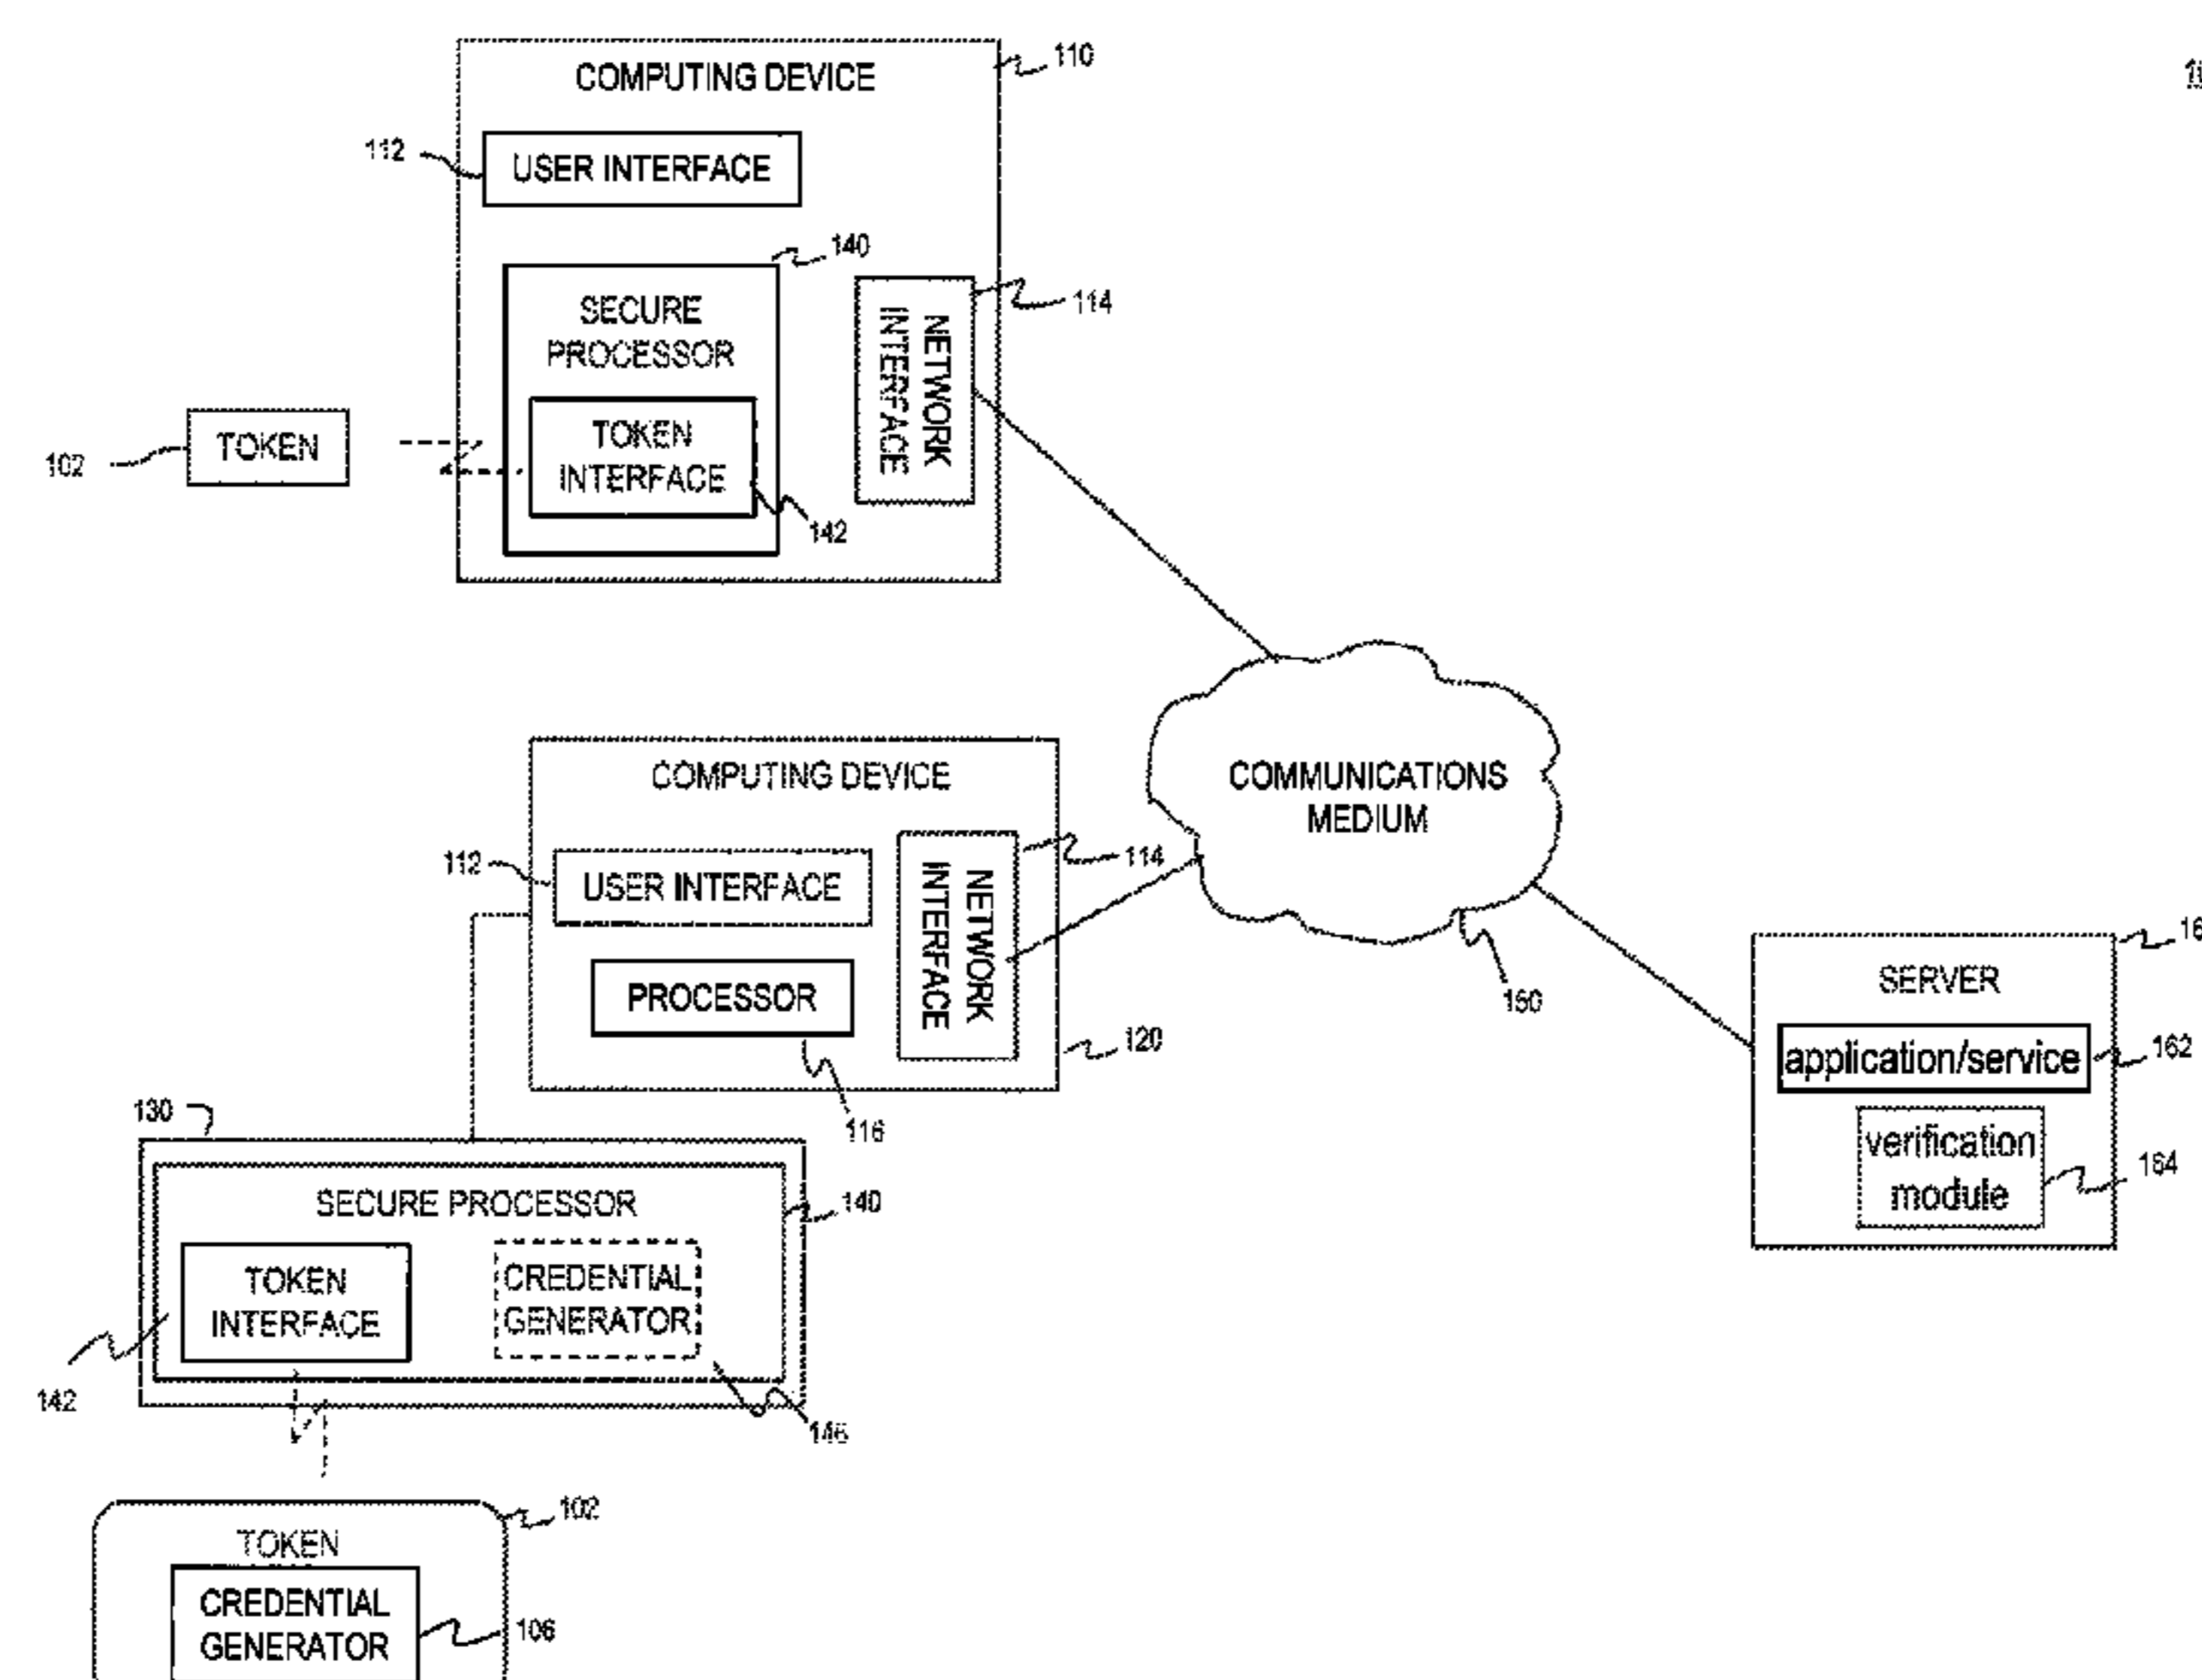 COMPUTING DEVICE
110
112
USER INTERFACE
140
SECURE
PROCESSOR
NETWORK
INTERFACE
114
102
TOKEN
TOKEN
INTERFACE
142
COMPUTING DEVICE
112
USER INTERFACE
NETWORK
INTERFACE
114
PROCESSOR
116
120
COMMUNICATIONS
MEDIUM
150
SERVER
application/service
162
verification
module
164
130
SECURE PROCESSOR
140
TOKEN
INTERFACE
CREDENTIAL
GENERATOR
142
146
102
TOKEN
CREDENTIAL
GENERATOR
106